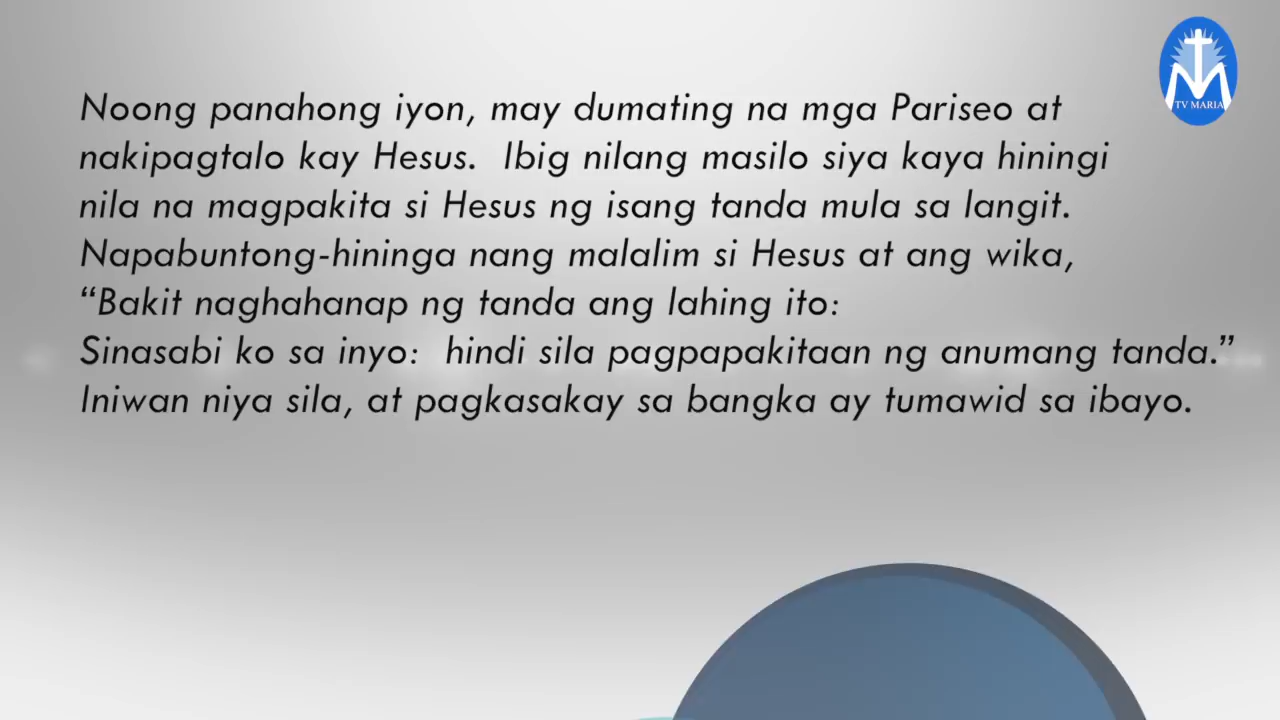 Noong panahong iyon, may dumating na mga Pariseo at
nakipagtalo kay Hesus.  Ibig nilang masilo siya kaya hiningi
nila na magpakita si Hesus ng isang tanda mula sa langit.
Napabuntong-hininga nang malalim si Hesus at ang wika,
“Bakit naghahanap ng tanda ang lahing ito:
Sinasabi ko sa inyo:  hindi sila pagpapakitaan ng anumang tanda.”
Iniwan niya sila, at pagkasakay sa bangka ay tumawid sa ibayo.
TV MARIA